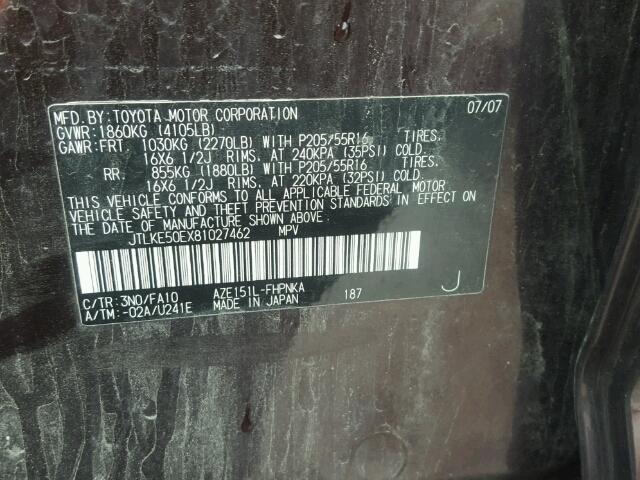 MFD.BY: TOYOTA MOTOR CORPORATION 07/07
GVWR: 1860KG (4105LB)
GAWR: FRT. 1030KG (2270LB) WITH P205/55R16 TIRES.
16X6 1/2J RIMS. AT 240KPA (35PSI) COLD.
RR. 855KG (1880LB) WITH P205/55R16 TIRES.
16X6 1/2J RIMS. AT 220KPA (32PSI) COLD.
THIS VEHICLE CONFORMS TO ALL APPLICABLE FEDERAL MOTOR
VEHICLE SAFETY AND THEFT PREVENTION STANDARDS IN EFFECT ON
THE DATE OF MANUFACTURE SHOWN ABOVE.
JTLKE50EX81027462 MPV
C/TR: 3N0/FA10 AZE151L-FHPNKA
A/TM: -02A/U241E MADE IN JAPAN 187 J